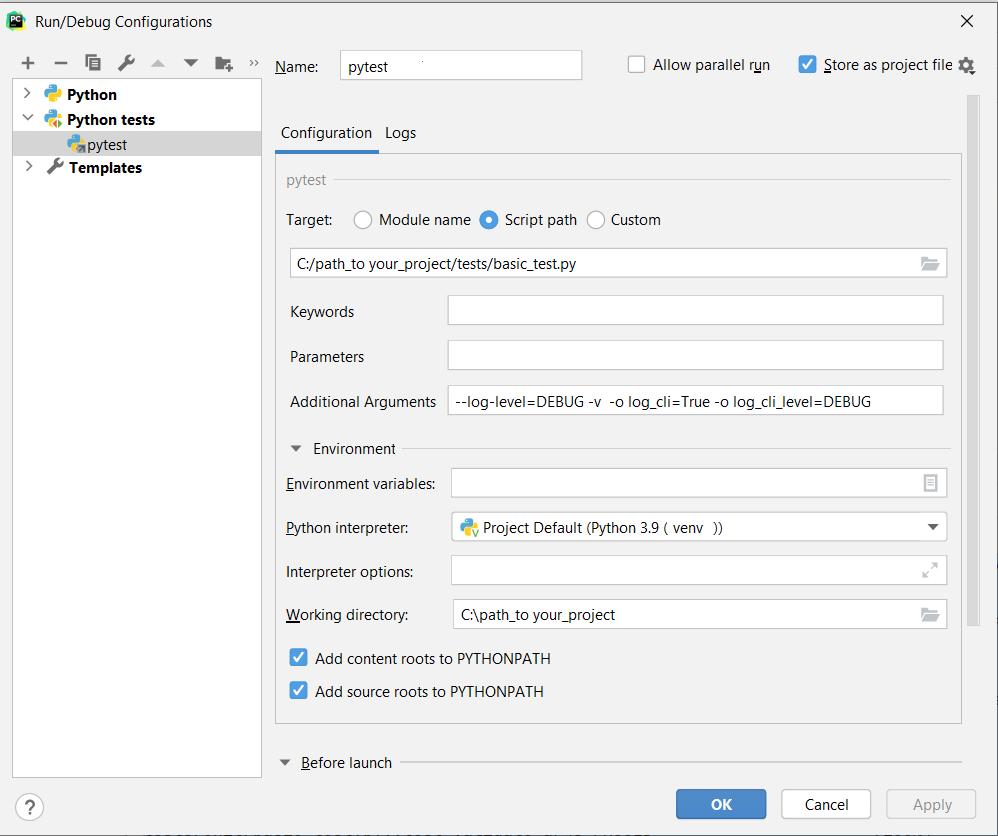 Run/Debug Configurations
Name: pytest
Allow parallel run
Store as project file
Python
Python tests
pytest
Templates
Configuration
Logs
pytest
Target: Module name Script path Custom
C:/path_to your_project/tests/basic_test.py
Keywords
Parameters
Additional Arguments --log-level=DEBUG -v -o log_cli=True -o log_cli_level=DEBUG
Environment
Environment variables:
Python interpreter: Project Default (Python 3.9 ( venv ))
Interpreter options:
Working directory: C:\path_to your_project
Add content roots to PYTHONPATH
Add source roots to PYTHONPATH
Before launch
? OK Cancel Apply